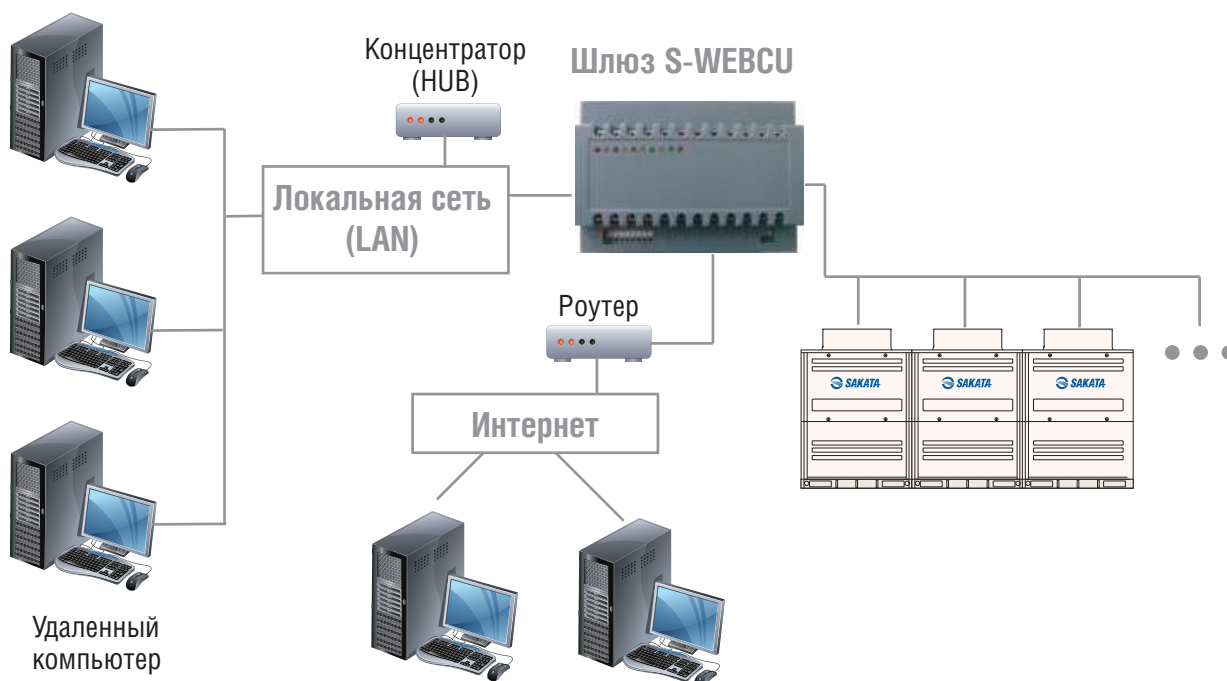 Концентратор
(HUB)
Шлюз S-WEBCU
Локальная сеть
(LAN)
Роутер
SAKATA
SAKATA
SAKATA
Интернет
Удаленный
компьютер